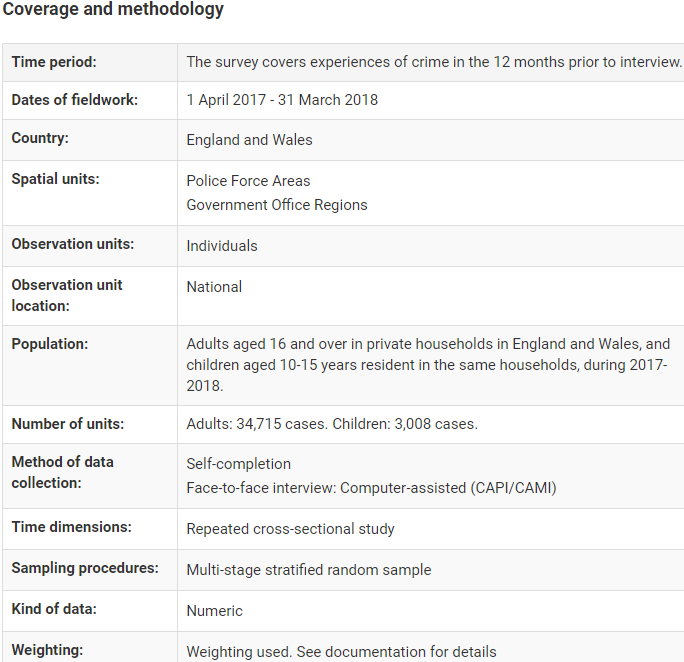 Coverage and methodology
Time period: The survey covers experiences of crime in the 12 months prior to interview.
Dates of fieldwork: 1 April 2017 - 31 March 2018
Country: England and Wales
Spatial units: Police Force Areas
Government Office Regions
Observation units: Individuals
Observation unit
location:
National
Population: Adults aged 16 and over in private households in England and Wales, and
children aged 10-15 years resident in the same households, during 2017-
2018.
Number of units: Adults: 34,715 cases. Children: 3,008 cases.
Method of data
collection:
Self-completion
Face-to-face interview: Computer-assisted (CAPI/CAMI)
Time dimensions: Repeated cross-sectional study
Sampling procedures: Multi-stage stratified random sample
Kind of data: Numeric
Weighting: Weighting used. See documentation for details